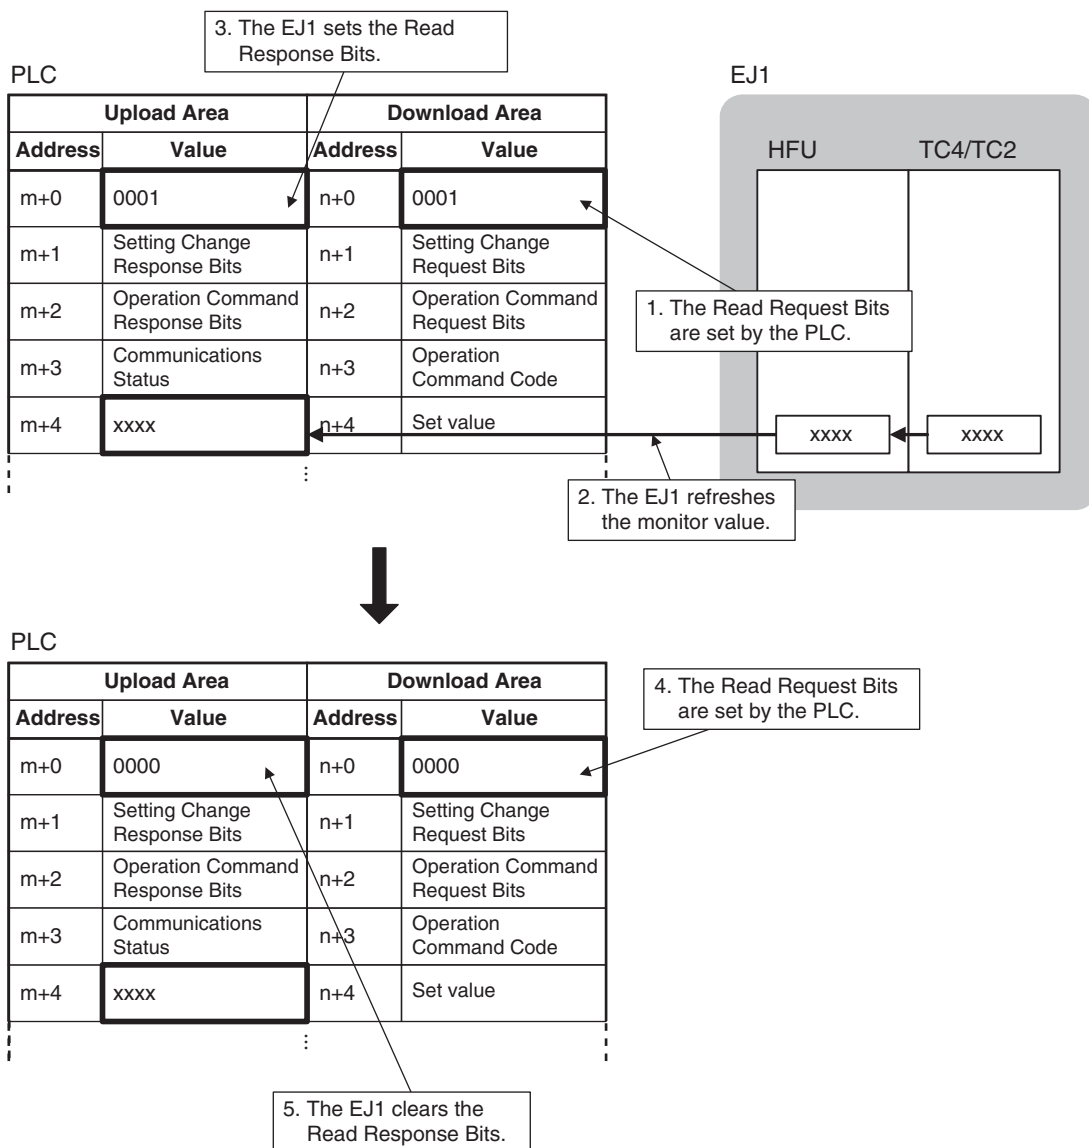 3. The EJ1 sets the Read
Response Bits.
PLC
EJ1
Upload Area Download Area
Address Value Address Value
HFU TC4/TC2
m+0 0001 n+0 0001
m+1 Setting Change
Response Bits n+1 Setting Change
Request Bits
m+2 Operation Command
Response Bits n+2 Operation Command
Request Bits
1. The Read Request Bits
are set by the PLC.
m+3 Communications
Status n+3 Operation
Command Code
m+4 xxxx n+4 Set value
xxxx xxxx
2. The EJ1 refreshes
the monitor value.
PLC
Upload Area Download Area
Address Value Address Value
4. The Read Request Bits
are set by the PLC.
m+0 0000 n+0 0000
m+1 Setting Change
Response Bits n+1 Setting Change
Request Bits
m+2 Operation Command
Response Bits n+2 Operation Command
Request Bits
m+3 Communications
Status n+3 Operation
Command Code
m+4 xxxx n+4 Set value
5. The EJ1 clears the
Read Response Bits.